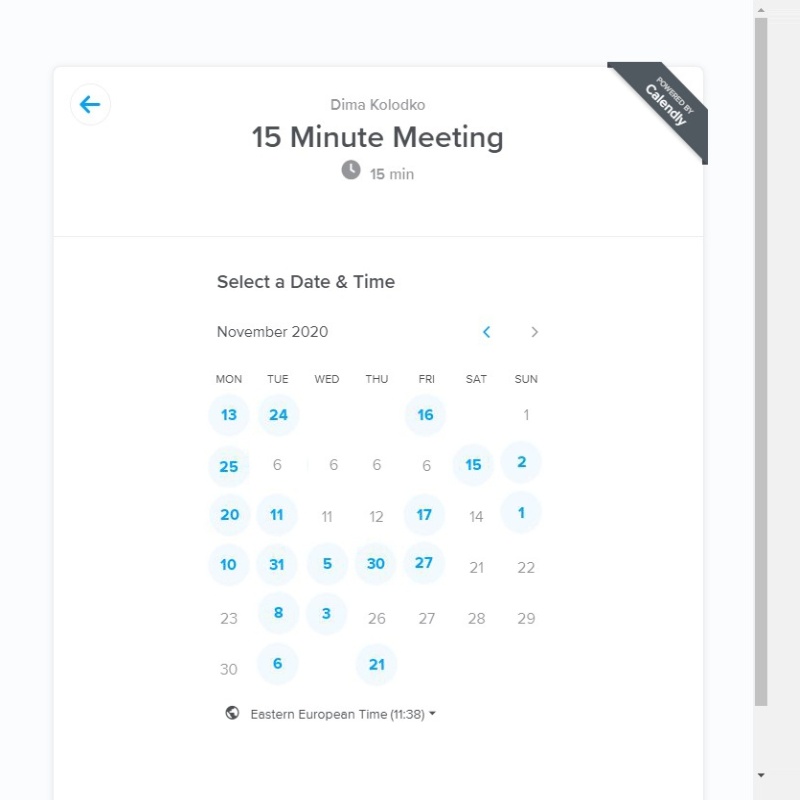 Dima Kolodko
POWERED BY
Calendly
15 Minute Meeting
15 min
Select a Date & Time
November 2020
MON TUE WED THU FRI SAT SUN
13 24 16 1
25 6 6 6 6 15 2
20 11 11 12 17 14 1
10 31 5 30 27 21 22
23 8 3 26 27 28 29
30 6 21
Eastern European Time (11:38)